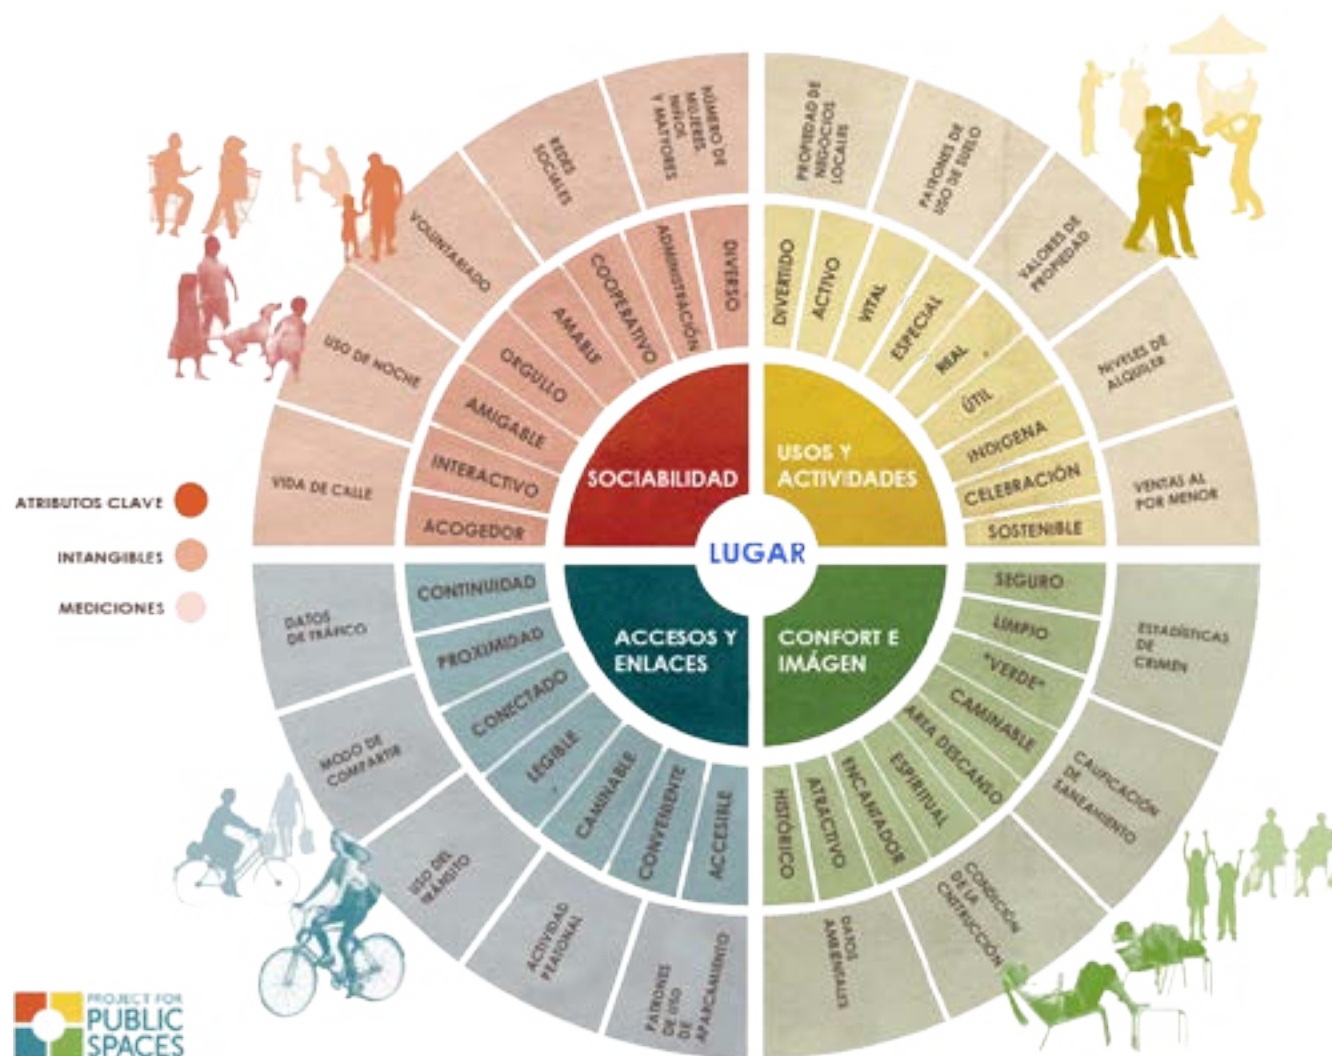 NÚMERO DE
MUJERES,
NIÑOS
Y MATYORES
REDES
SOCIALES
VOLUNTARIADO
USO DE NOCHE
VIDA DE CALLE
PROPIEDAD DE
NEGOCIOS
LOCALES
PATRONES DE
USO DE SUELO
VALORES DE
PROPIEDAD
NIVELES DE
ALQUILER
VENTAS AL
POR MENOR
DIVERSO
ADMINISTRACIÓN
COOPERATIVO
AMABLE
ORGULLO
AMIGABLE
INTERACTIVO
ACOGEDOR
DIVERTIDO
ACTIVO
VITAL
ESPECIAL
REAL
ÚTIL
INDIGENA
CELEBRACIÓN
SOSTENIBLE
SOCIABILIDAD
USOS Y
ACTIVIDADES
LUGAR
ACCESOS Y
ENLACES
CONFORT E
IMÁGEN
ATRIBUTOS CLAVE
INTANGIBLES
MEDICIONES
CONTINUIDAD
PROXIMIDAD
CONECTADO
LEGIBLE
CAMINABLE
CONVENIENTE
ACCESIBLE
SEGURO
LIMPIO
"VERDE"
CAMINABLE
AREA DESCANSO
ESPIRITUAL
ENCANTADOR
ATRACTIVO
HISTÓRICO
DATOS
DE TRÁFICO
MODO DE
COMPARTIR
USO DEL
TRÁNSITO
ACTIVIDAD
PEATONAL
PATRONES
DE USO
DE
APARCAMIENTO
ESTADÍSTICAS
DE
CRIMEN
CALIFICACIÓN
DE
SANEAMIENTO
CONDICIÓN
DE LA
CNSTRUCCIÓN
DATOS
AMBIENTALES
PROJECT FOR
PUBLIC
SPACES